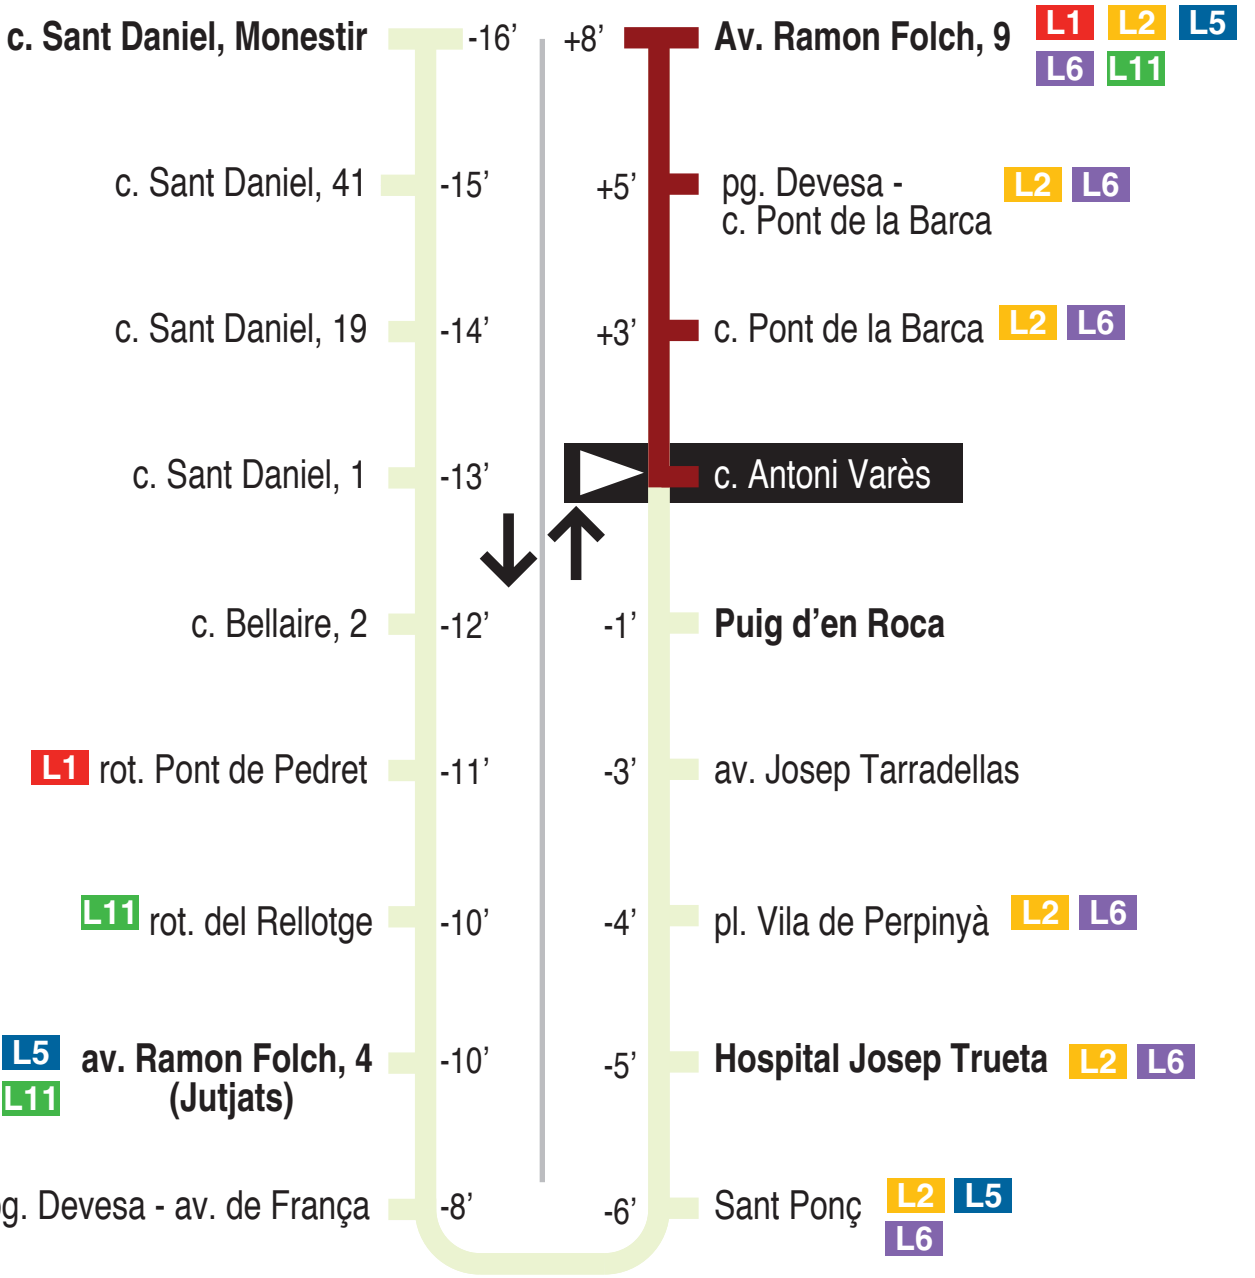 c. Sant Daniel, Monestir -16’
c. Sant Daniel, 41 -15’
c. Sant Daniel, 19 -14’
c. Sant Daniel, 1 -13’
c. Bellaire, 2 -12’
L1 rot. Pont de Pedret -11’
L11 rot. del Rellotge -10’
L5 av. Ramon Folch, 4 -10’
L11 (Jutjats)
Devesa - av. de França -8’
+8’ Av. Ramon Folch, 9 L1 L2 L5
L6 L11
+5’ pg. Devesa - L2 L6
c. Pont de la Barca
+3’ c. Pont de la Barca L2 L6
c. Antoni Varès
-1’ Puig d’en Roca
-3’ av. Josep Tarradellas
-4’ pl. Vila de Perpinyà L2 L6
-5’ Hospital Josep Trueta L2 L6
-6’ Sant Ponç L2 L5
L6